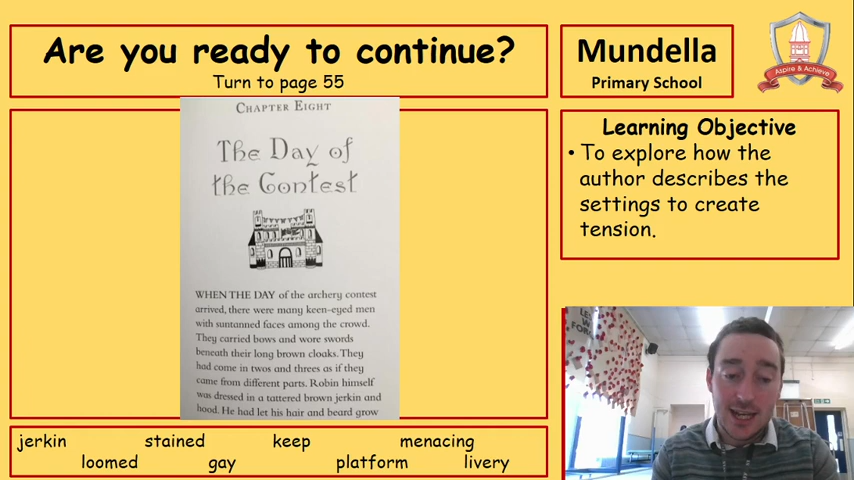 Are you ready to continue?
Turn to page 55
Mundella
Primary School
Aspire & Achieve
CHAPTER EIGHT
The Day of
the Contest
WHEN THE DAY of the archery contest
arrived, there were many keen-eyed men
with suntanned faces among the crowd.
They carried bows and wore swords
beneath their long brown cloaks. They
had come in twos and threes as if they
came from different parts. Robin himself
was dressed in a tattered brown jerkin and
hood. He had let his hair and beard grow
Learning Objective
• To explore how the
author describes the
settings to create
tension.
jerkin stained keep menacing
loomed gay platform livery